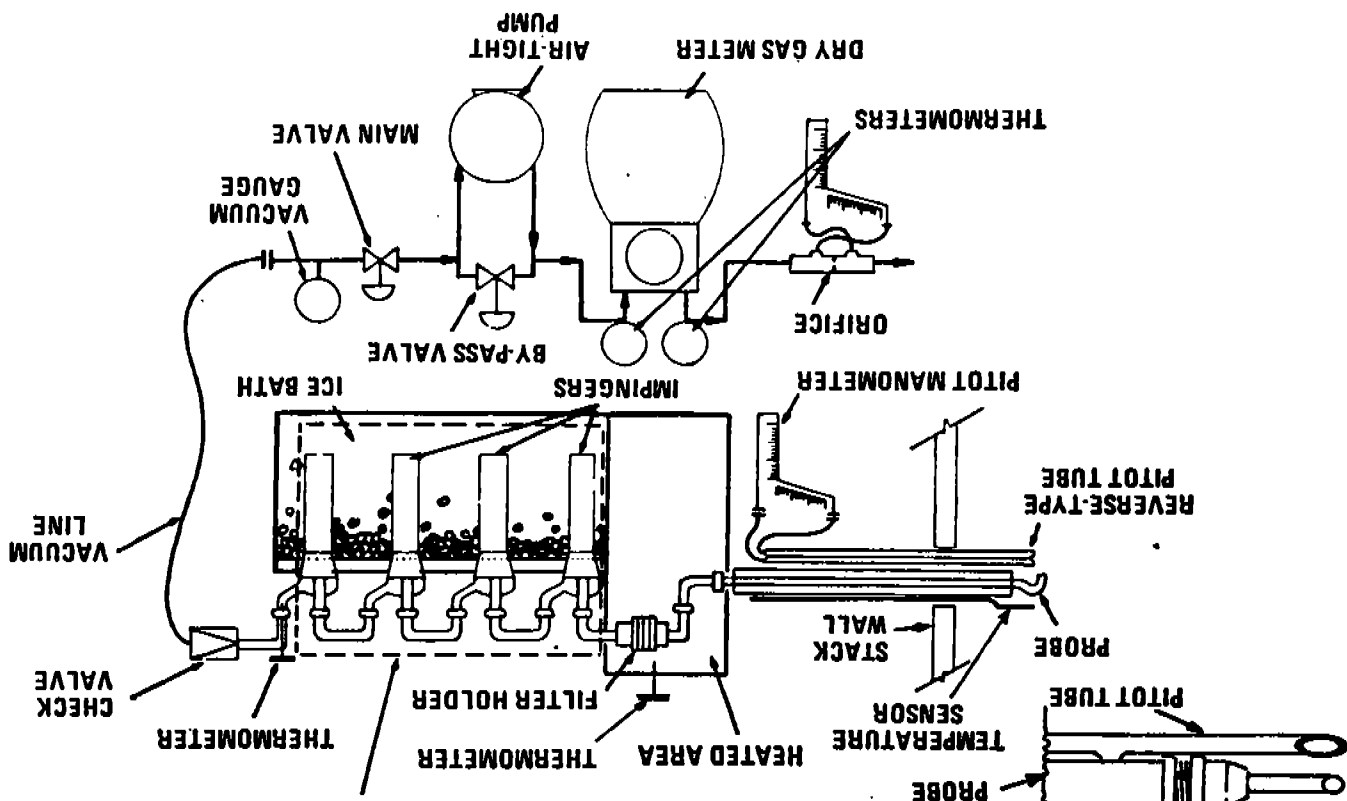 PROBE
PITOT TUBE
TEMPERATURE
SENSOR
HEATED AREA
THERMOMETER
THERMOMETER
FILTER HOLDER
CHECK
VALVE
PROBE
STACK
WALL
VACUUM
LINE
REVERSE-TYPE
PITOT TUBE
PITOT MANOMETER
IMPINGERS
ICE BATH
BY-PASS VALVE
ORIFICE
VACUUM
GAUGE
MAIN VALVE
THERMOMETERS
DRY GAS METER
AIR-TIGHT
PUMP